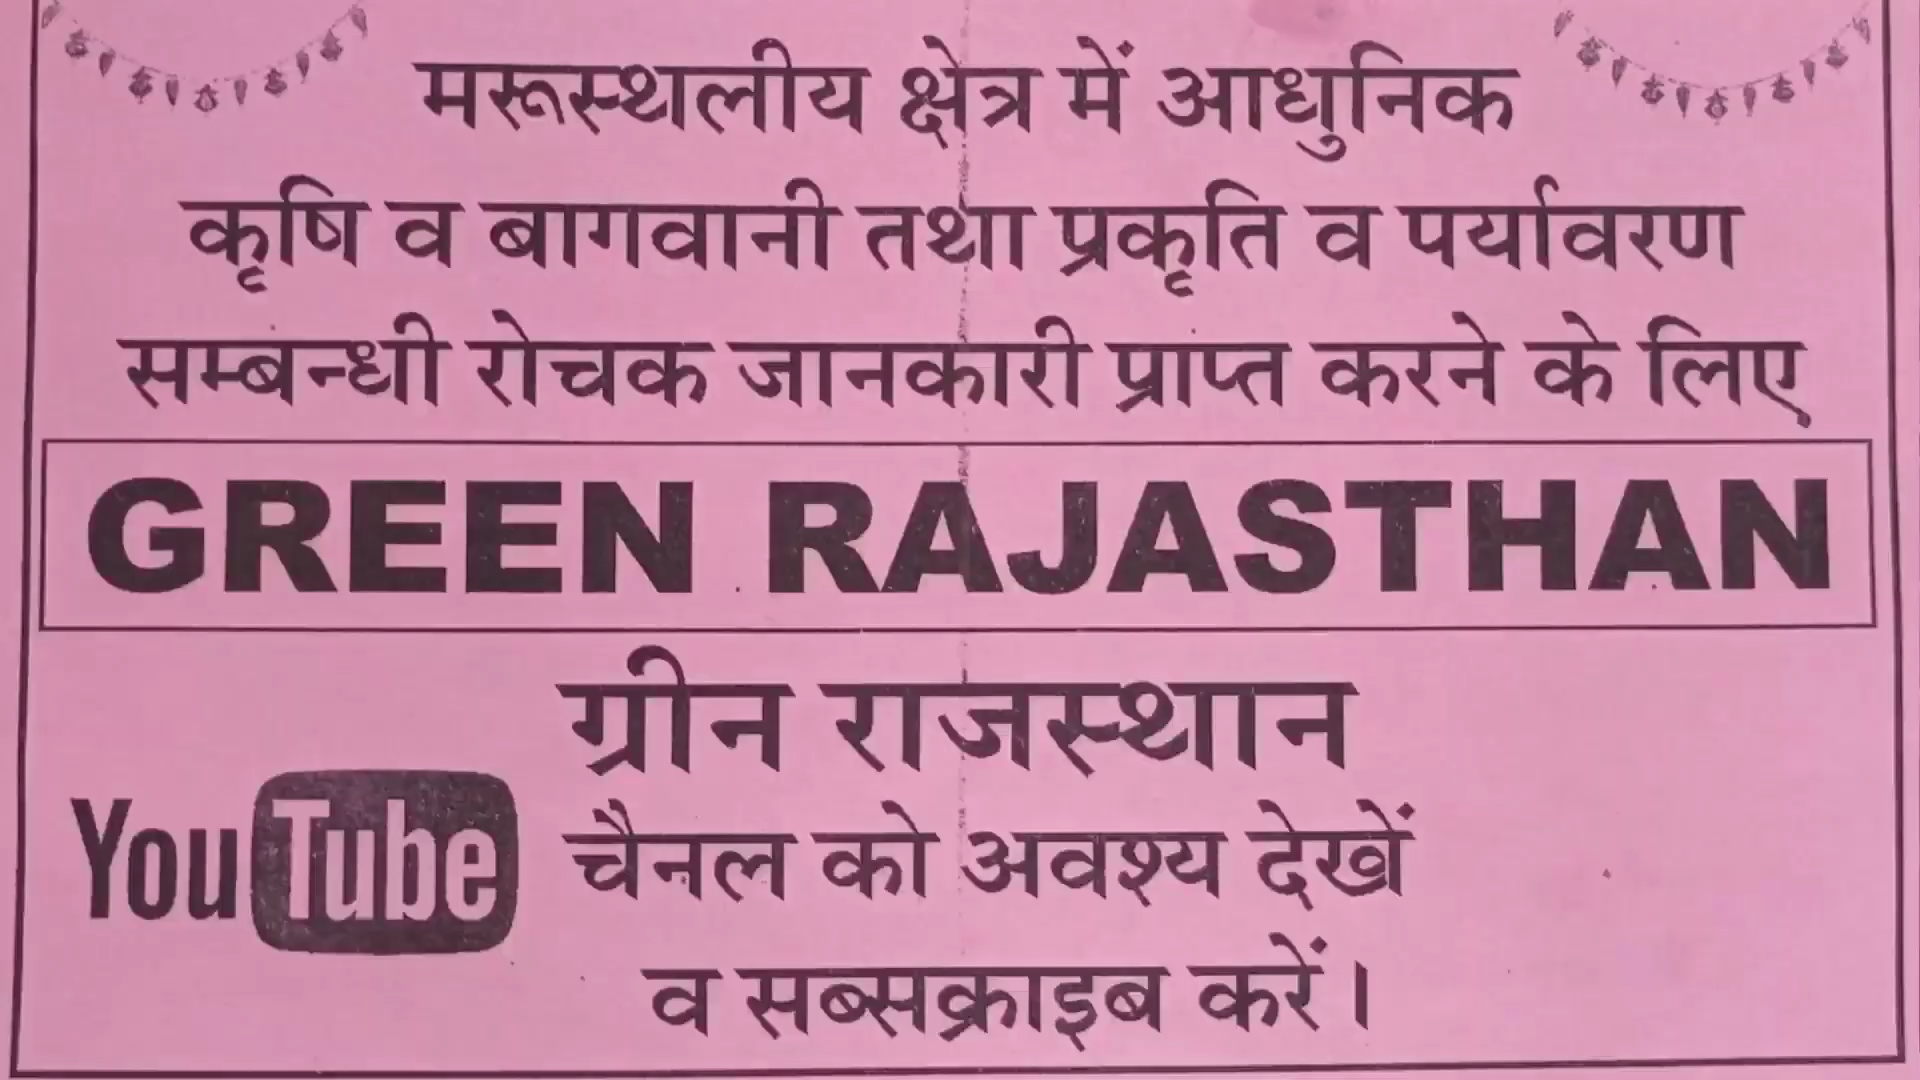 मरूस्थलीय क्षेत्र में आधुनिक
कृषि व बागवानी तथा प्रकृति व पर्यावरण
सम्बन्धी रोचक जानकारी प्राप्त करने के लिए
GREEN RAJASTHAN
ग्रीन राजस्थान
YouTube चैनल को अवश्य देखें
व सब्सक्राइब करें।